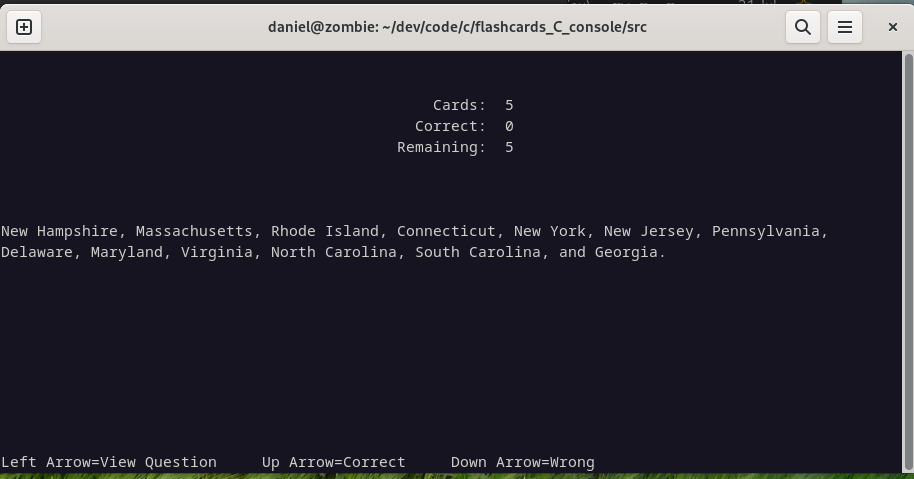 daniel@zombie: ~/dev/code/c/flashcards_C_console/src
Cards: 5
Correct: 0
Remaining: 5
New Hampshire, Massachusetts, Rhode Island, Connecticut, New York, New Jersey, Pennsylvania,
Delaware, Maryland, Virginia, North Carolina, South Carolina, and Georgia.
Left Arrow=View Question Up Arrow=Correct Down Arrow=Wrong